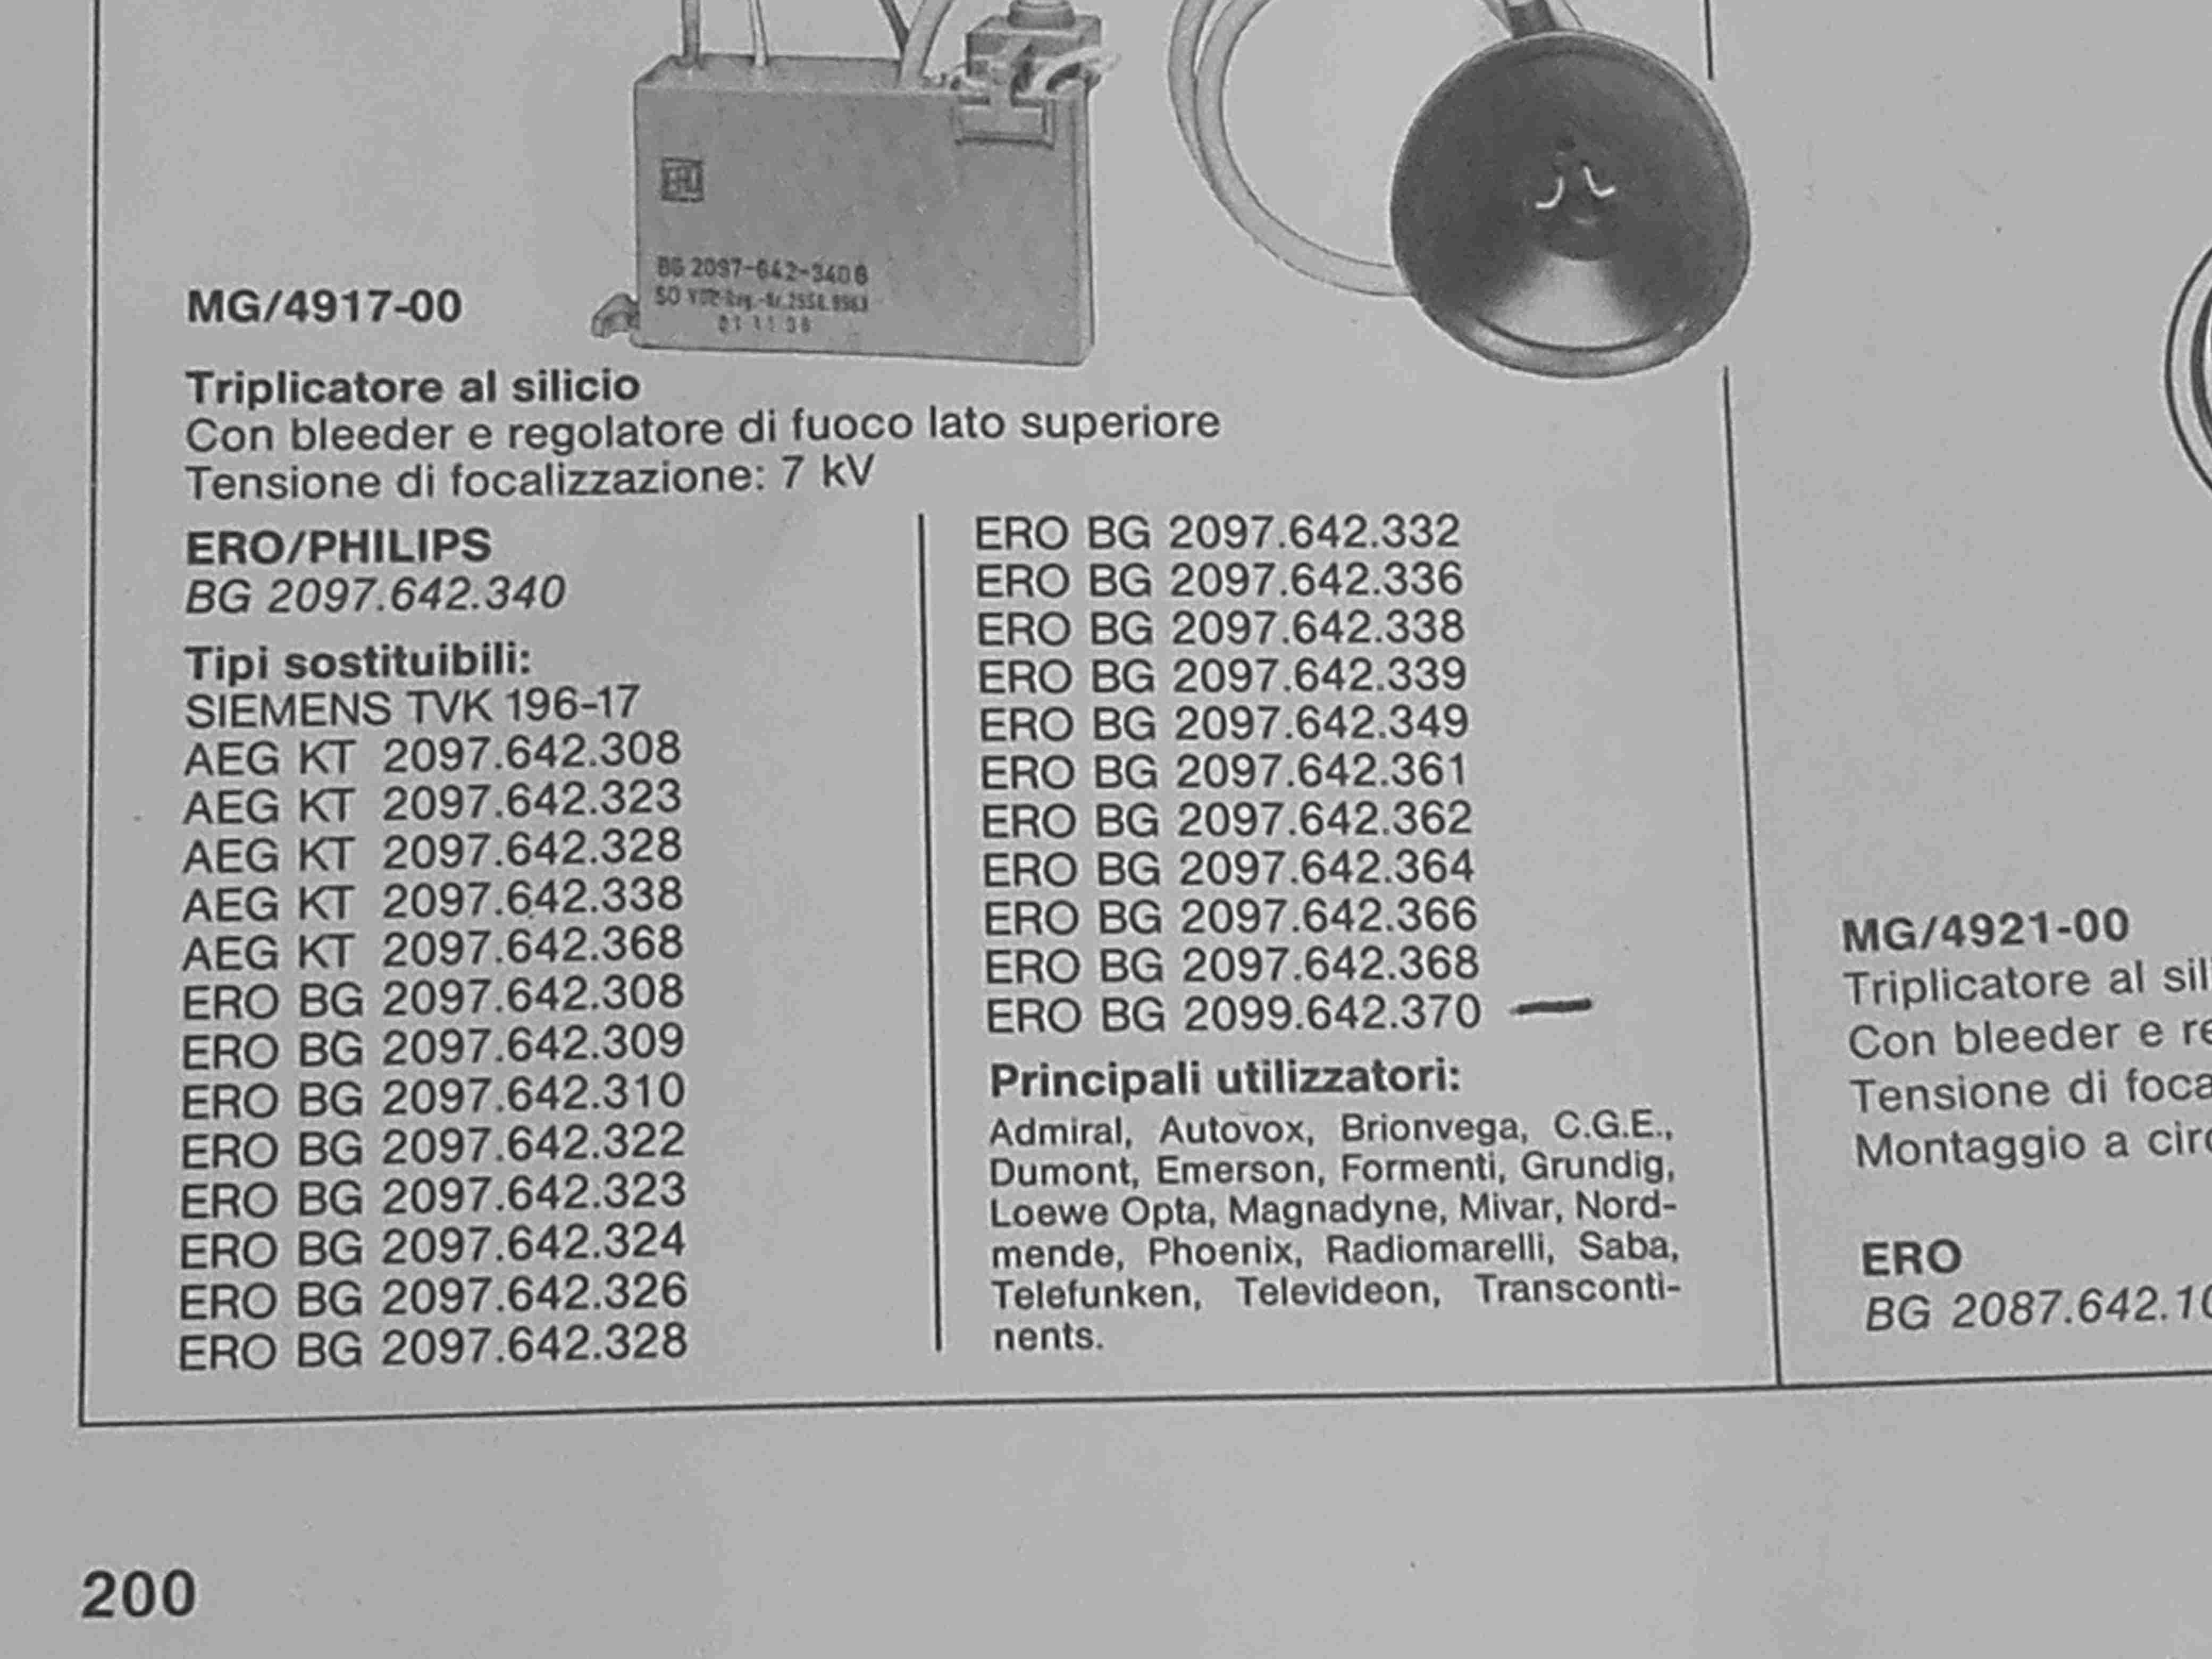 ERO
BG 2097-642-3406
MG/4917-00
Triplicatore al silicio
Con bleeder e regolatore di fuoco lato superiore
Tensione di focalizzazione: 7 kV
ERO/PHILIPS
BG 2097.642.340
Tipi sostituibili:
SIEMENS TVK 196-17
AEG KT 2097.642.308
AEG KT 2097.642.323
AEG KT 2097.642.328
AEG KT 2097.642.338
AEG KT 2097.642.368
ERO BG 2097.642.308
ERO BG 2097.642.309
ERO BG 2097.642.310
ERO BG 2097.642.322
ERO BG 2097.642.323
ERO BG 2097.642.324
ERO BG 2097.642.326
ERO BG 2097.642.328
ERO BG 2097.642.332
ERO BG 2097.642.336
ERO BG 2097.642.338
ERO BG 2097.642.339
ERO BG 2097.642.349
ERO BG 2097.642.361
ERO BG 2097.642.362
ERO BG 2097.642.364
ERO BG 2097.642.366
ERO BG 2097.642.368
ERO BG 2099.642.370
Principali utilizzatori:
Admiral, Autovox, Brionvega, C.G.E.,
Dumont, Emerson, Formenti, Grundig,
Loewe Opta, Magnadyne, Mivar, Nord-
mende, Phoenix, Radiomarelli, Saba,
Telefunken, Televideon, Transconti-
nents.
MG/4921-00
Triplicatore al sil
Con bleeder e re
Tensione di foca
Montaggio a circ
ERO
BG 2087.642.10
200